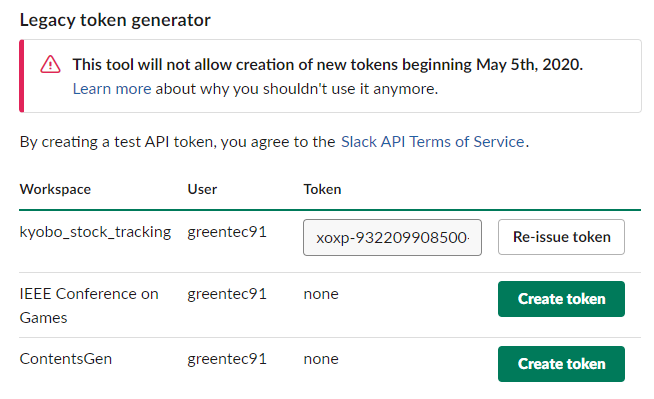 Legacy token generator
This tool will not allow creation of new tokens beginning May 5th, 2020.
Learn more about why you shouldn't use it anymore.
By creating a test API token, you agree to the Slack API Terms of Service.
Workspace User Token
kyobo_stock_tracking greentec91 xoxp-932209908500- Re-issue token
IEEE Conference on Games greentec91 none Create token
ContentsGen greentec91 none Create token